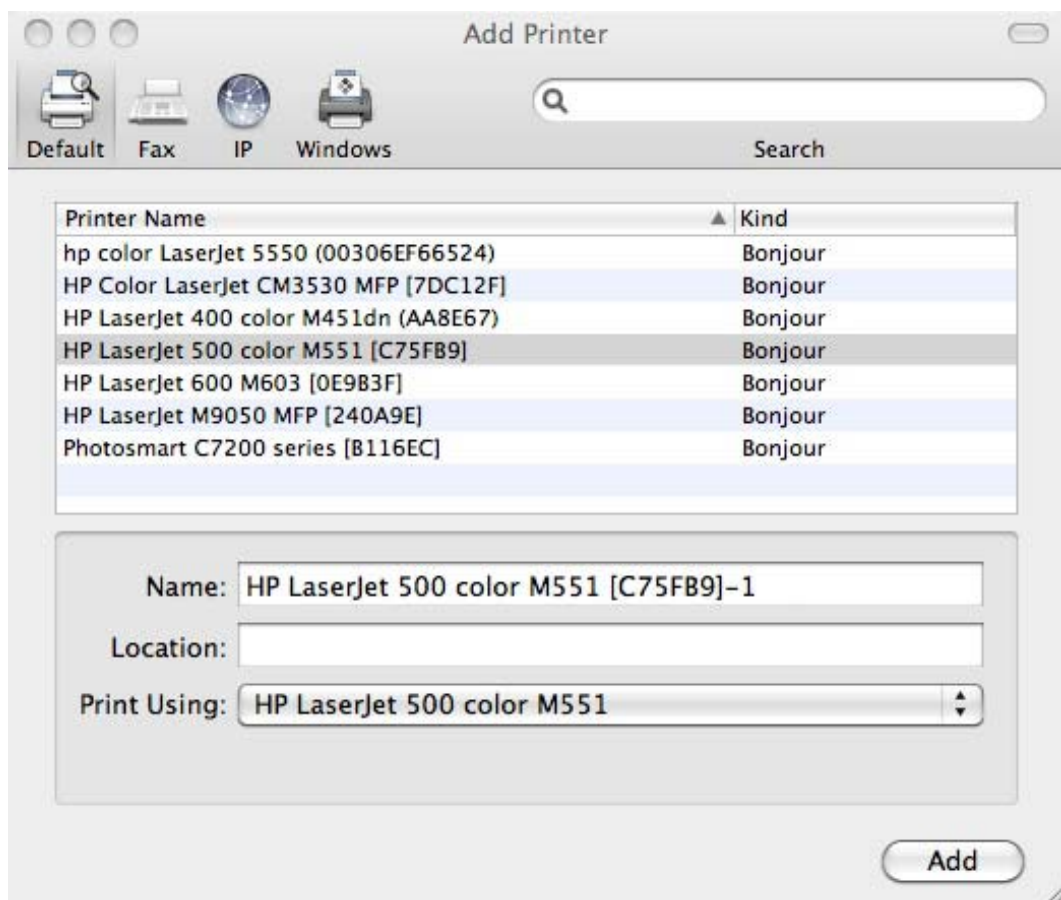 Add Printer
Default Fax IP Windows Search
Printer Name Kind
hp color LaserJet 5550 (00306EF66524) Bonjour
HP Color LaserJet CM3530 MFP [7DC12F] Bonjour
HP LaserJet 400 color M451dn (AA8E67) Bonjour
HP LaserJet 500 color M551 [C75FB9] Bonjour
HP LaserJet 600 M603 [0E9B3F] Bonjour
HP LaserJet M9050 MFP [240A9E] Bonjour
Photosmart C7200 series [B116EC] Bonjour
Name: HP LaserJet 500 color M551 [C75FB9]-1
Location:
Print Using: HP LaserJet 500 color M551
Add